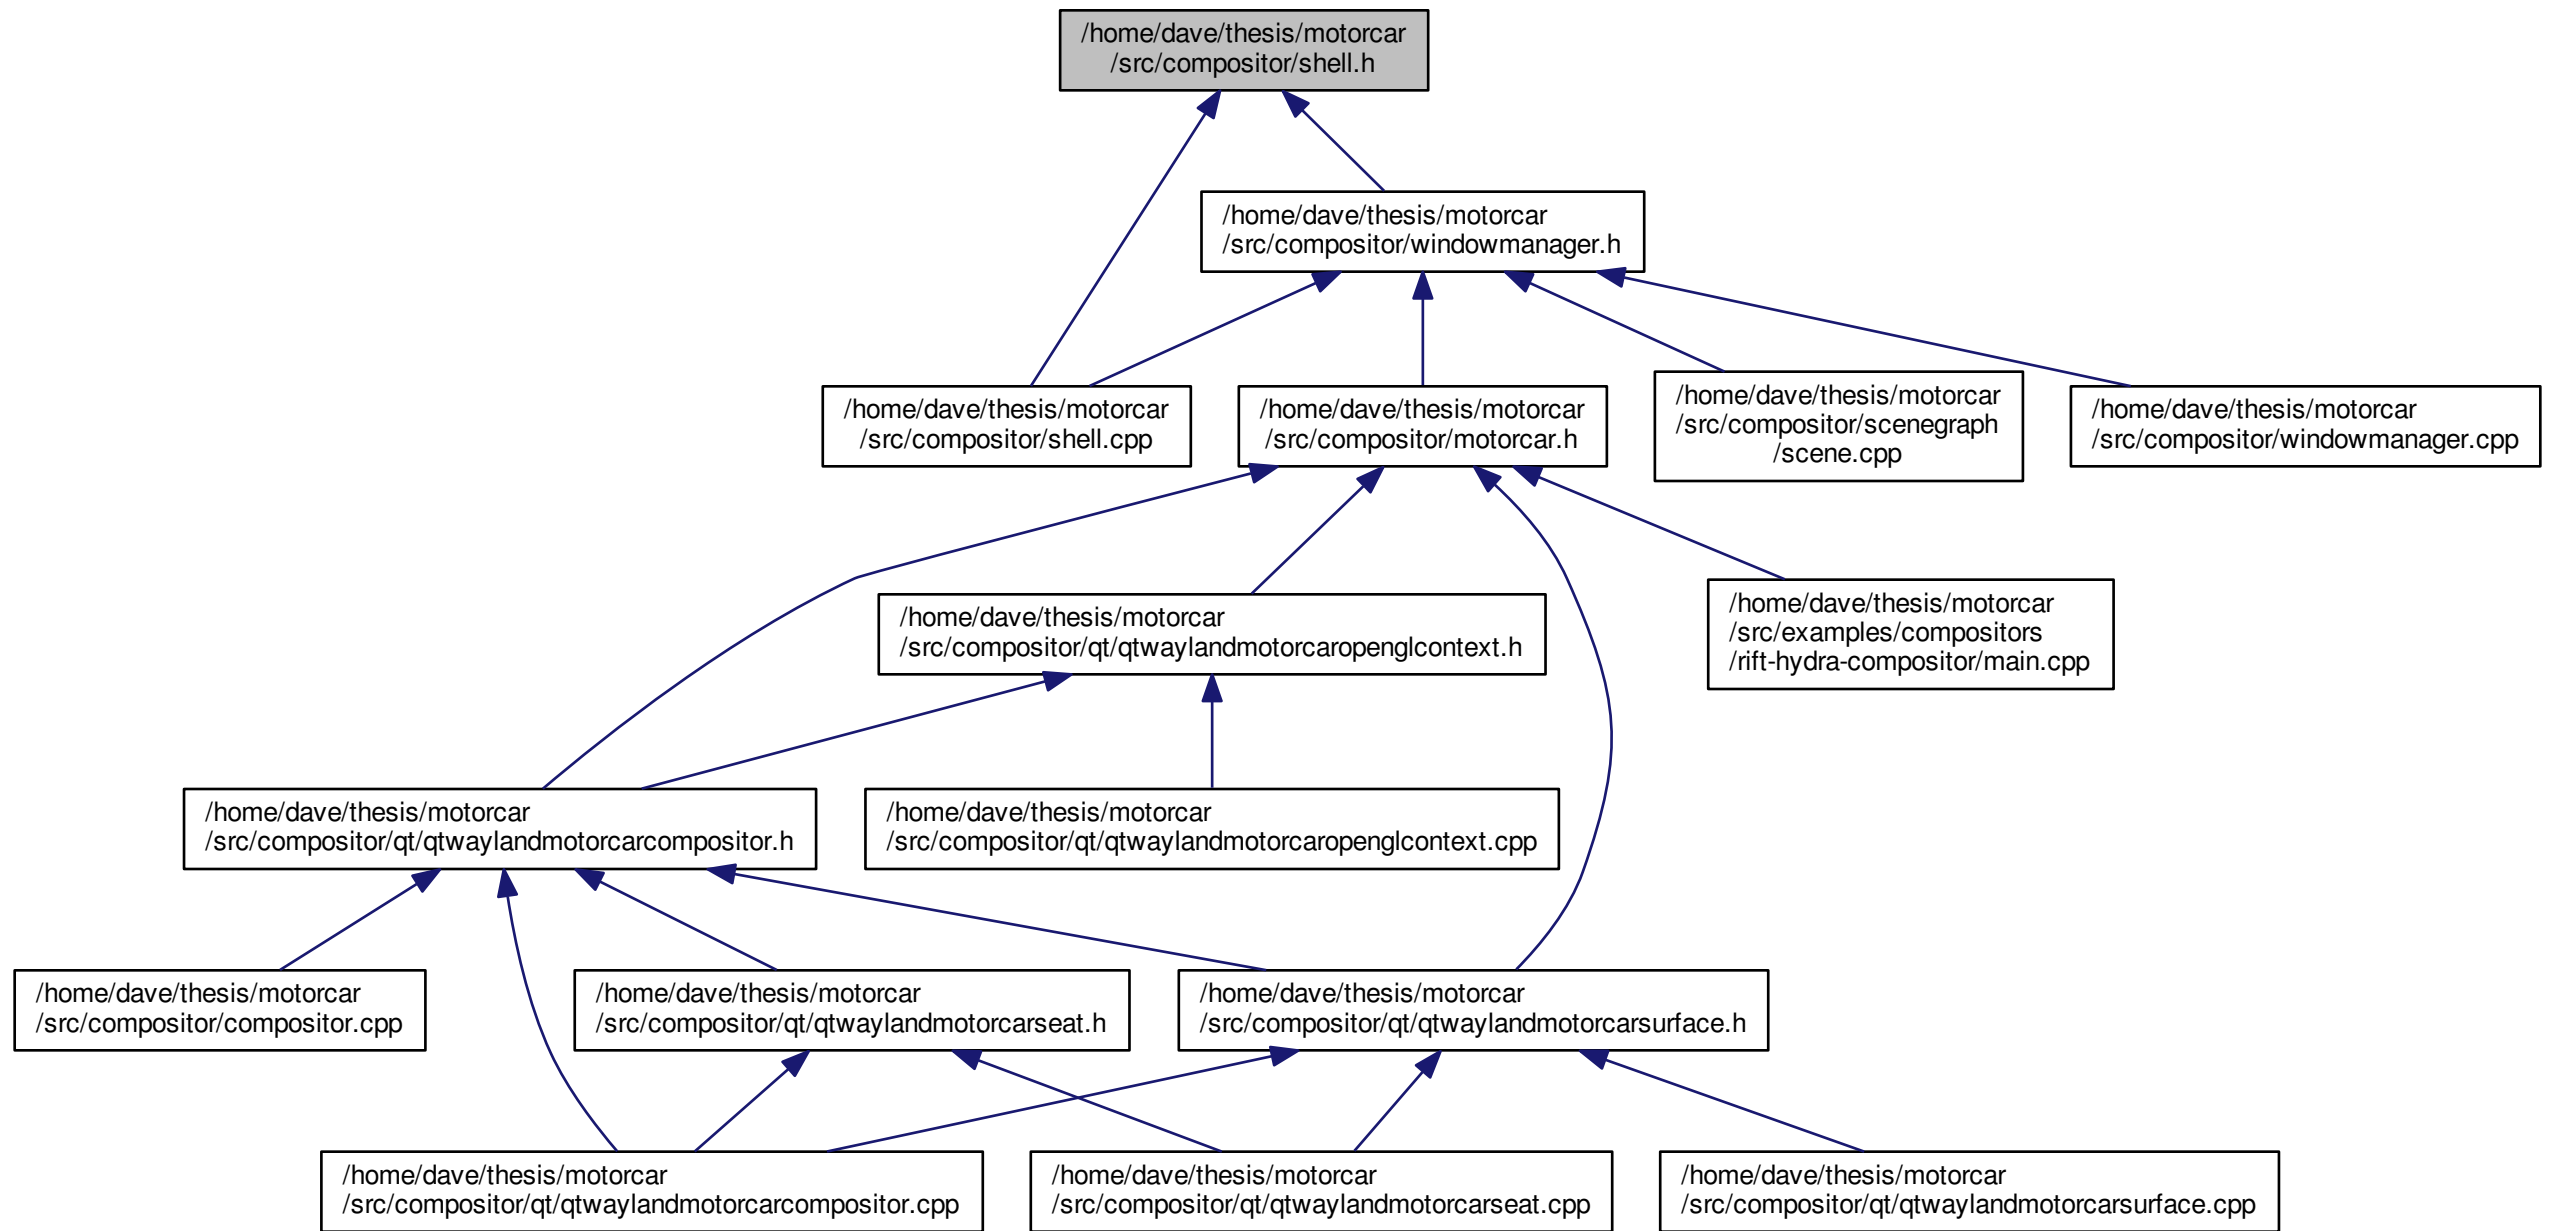 /home/dave/thesis/motorcar
/src/compositor/shell.h
/home/dave/thesis/motorcar
/src/compositor/windowmanager.h
/home/dave/thesis/motorcar
/src/compositor/shell.cpp
/home/dave/thesis/motorcar
/src/compositor/motorcar.h
/home/dave/thesis/motorcar
/src/compositor/scenegraph
/scene.cpp
/home/dave/thesis/motorcar
/src/compositor/windowmanager.cpp
/home/dave/thesis/motorcar
/src/compositor/qt/qtwaylandmotorcaropenglcontext.h
/home/dave/thesis/motorcar
/src/examples/compositors
/rift-hydra-compositor/main.cpp
/home/dave/thesis/motorcar
/src/compositor/qt/qtwaylandmotorcarcompositor.h
/home/dave/thesis/motorcar
/src/compositor/qt/qtwaylandmotorcaropenglcontext.cpp
/home/dave/thesis/motorcar
/src/compositor/compositor.cpp
/home/dave/thesis/motorcar
/src/compositor/qt/qtwaylandmotorcarseat.h
/home/dave/thesis/motorcar
/src/compositor/qt/qtwaylandmotorcarsurface.h
/home/dave/thesis/motorcar
/src/compositor/qt/qtwaylandmotorcarcompositor.cpp
/home/dave/thesis/motorcar
/src/compositor/qt/qtwaylandmotorcarseat.cpp
/home/dave/thesis/motorcar
/src/compositor/qt/qtwaylandmotorcarsurface.cpp